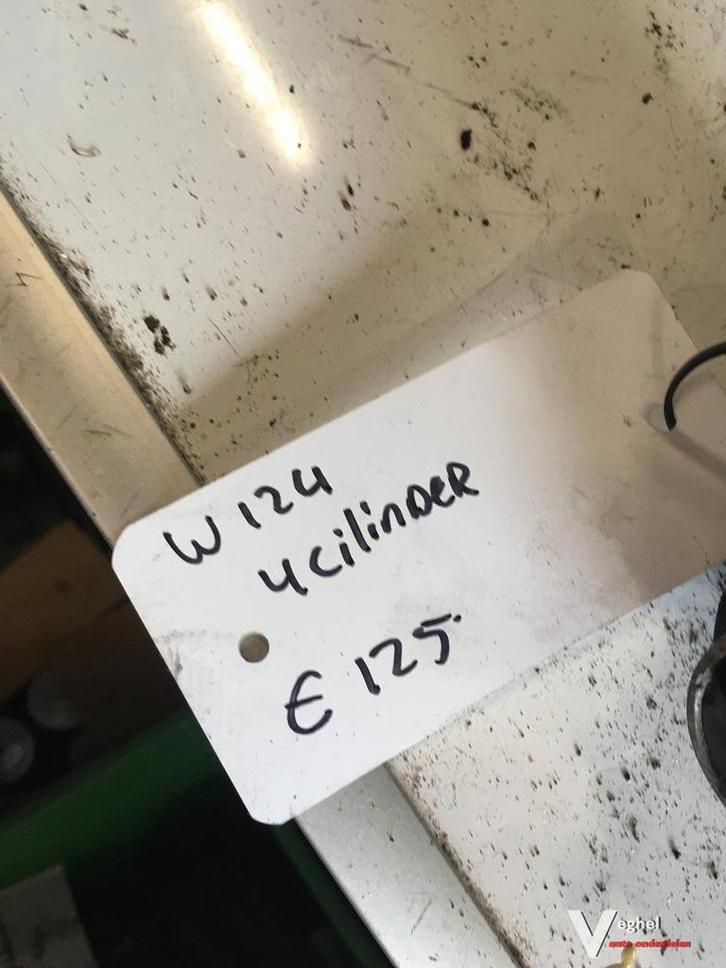 W124
4cilinDER
€ 125.
Veghel
auto onderdelen